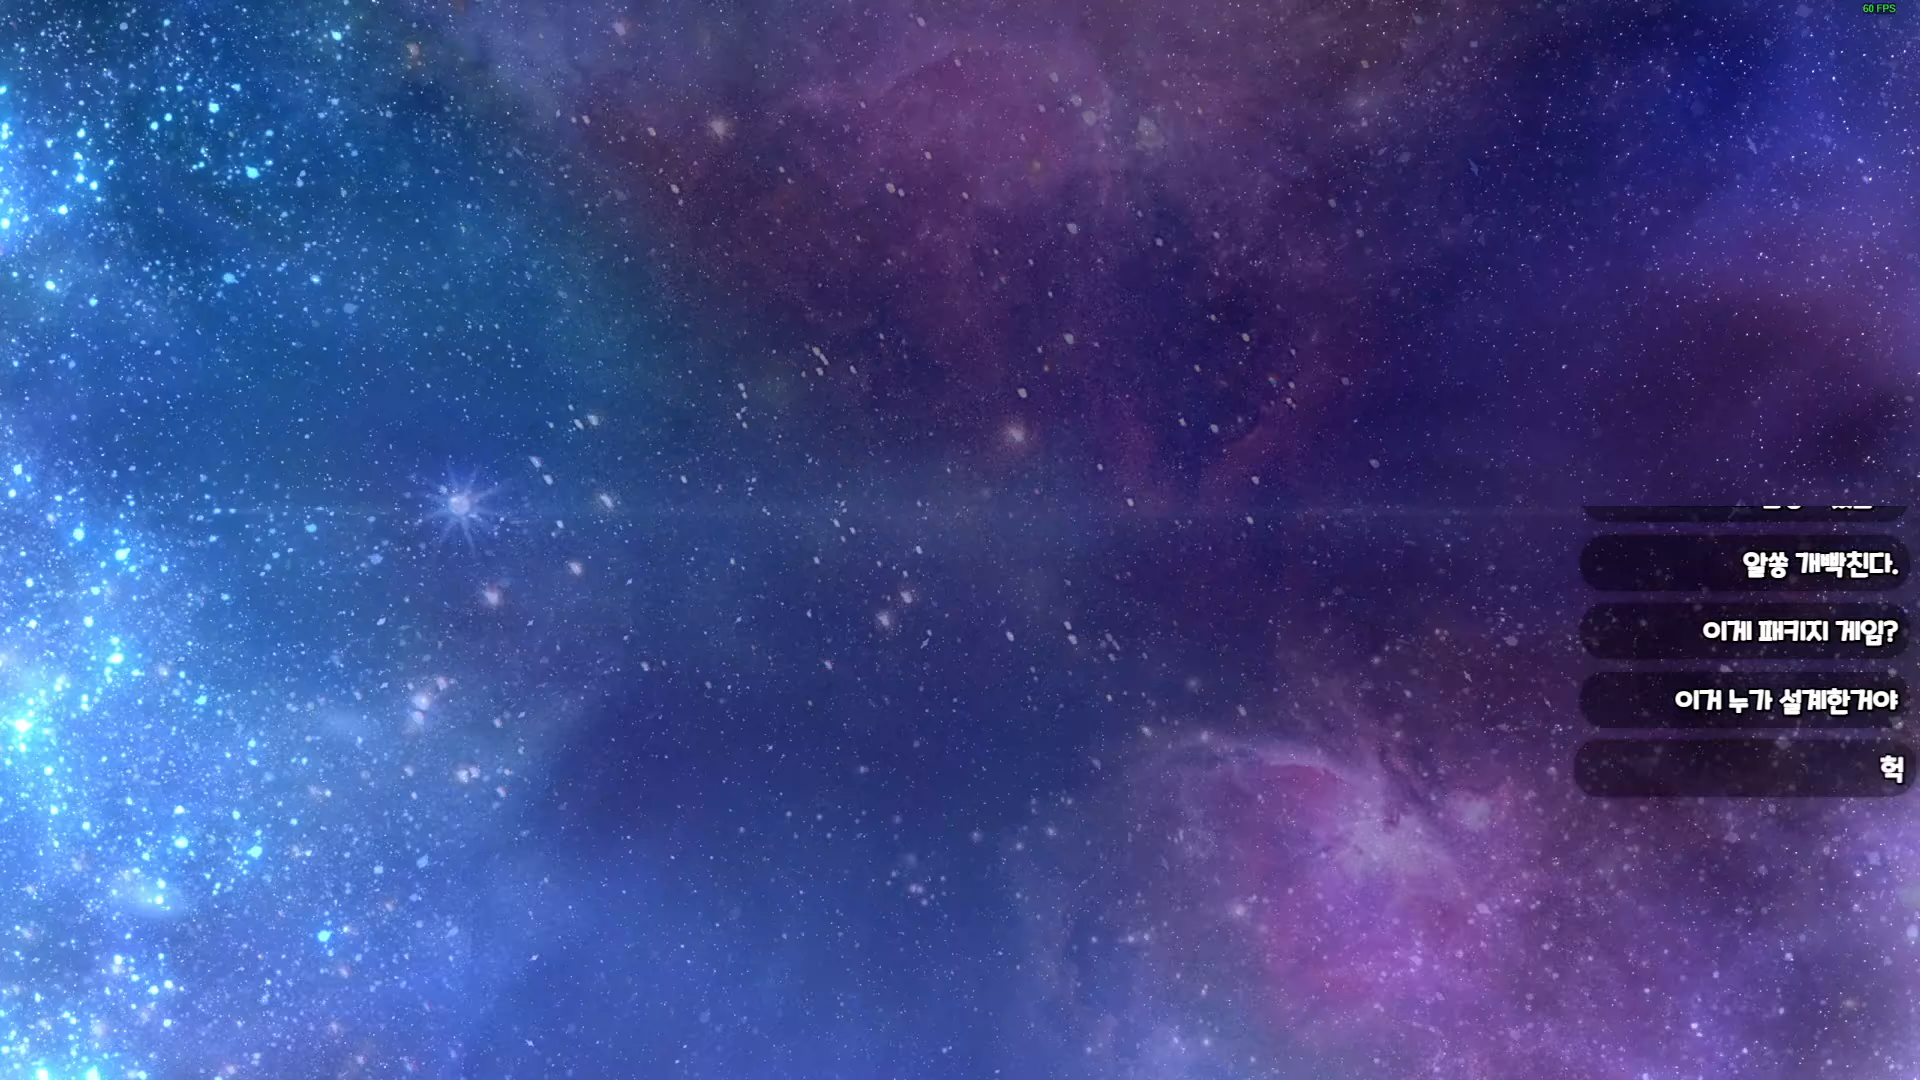 60 FPS
알쏭 개빡친다.
이게 패키지 게임?
이거 누가 설계한거야
헉